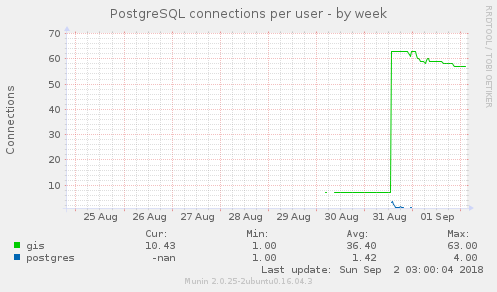 PostgreSQL connections per user - by week
RRDTOOL / TOBI OETIKER
Connections
70
60
50
40
30
20
10
25 Aug 26 Aug 27 Aug 28 Aug 29 Aug 30 Aug 31 Aug 01 Sep
Cur: Min: Avg: Max:
gis 10.43 1.00 36.40 63.00
postgres -nan 1.00 1.42 4.00
Last update: Sun Sep 2 03:00:04 2018
Munin 2.0.25-2ubuntu0.16.04.3